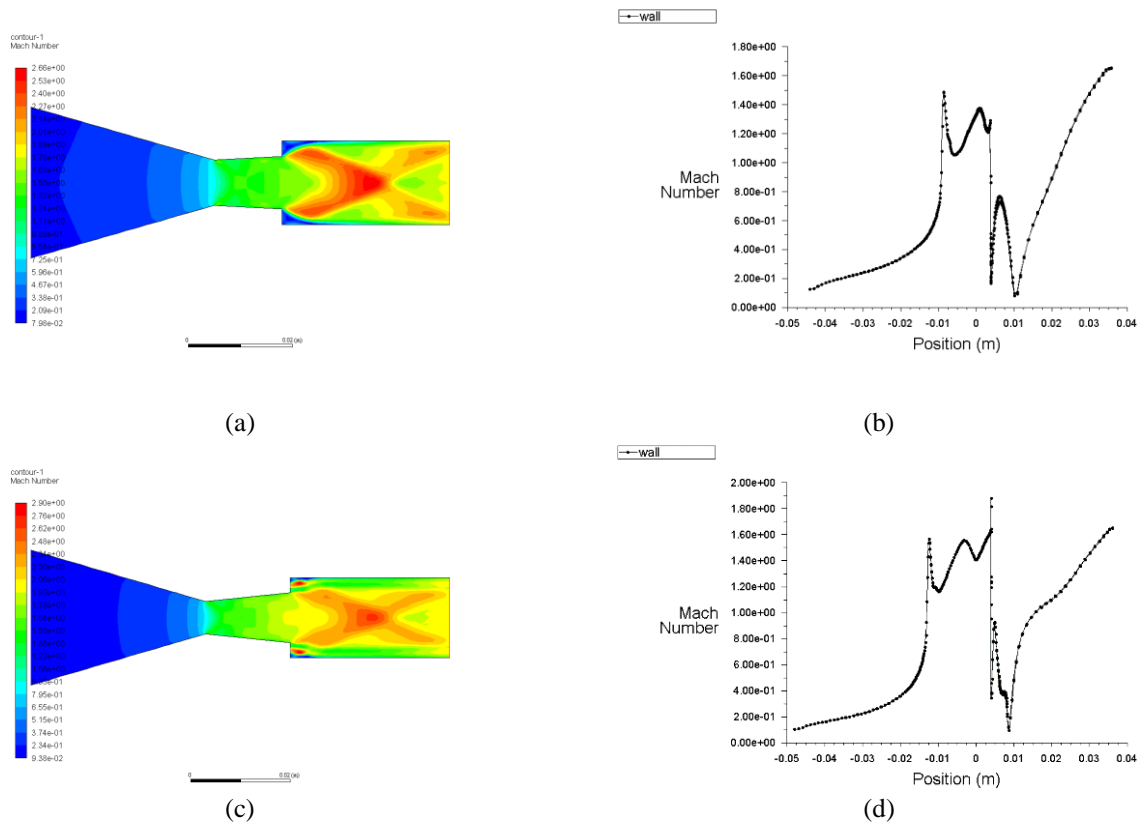 contour-1
Mach Number
2.66e+00
2.53e+00
2.40e+00
2.27e+00
7.25e-01
5.96e-01
4.67e-01
3.38e-01
2.09e-01
7.98e-02
0 0.02 (m)
(a)
wall
1.80e+00
1.60e+00
1.40e+00
1.20e+00
1.00e+00
8.00e-01
6.00e-01
4.00e-01
2.00e-01
0.00e+00
Mach
Number
-0.05 -0.04 -0.03 -0.02 -0.01 0 0.01 0.02 0.03 0.04
Position (m)
(b)
contour-1
Mach Number
2.90e+00
2.76e+00
2.62e+00
2.48e+00
7.95e-01
6.55e-01
5.15e-01
3.74e-01
2.34e-01
9.38e-02
0 0.02 (m)
(c)
wall
2.00e+00
1.80e+00
1.60e+00
1.40e+00
1.20e+00
1.00e+00
8.00e-01
6.00e-01
4.00e-01
2.00e-01
0.00e+00
Mach
Number
-0.05 -0.04 -0.03 -0.02 -0.01 0 0.01 0.02 0.03 0.04
Position (m)
(d)